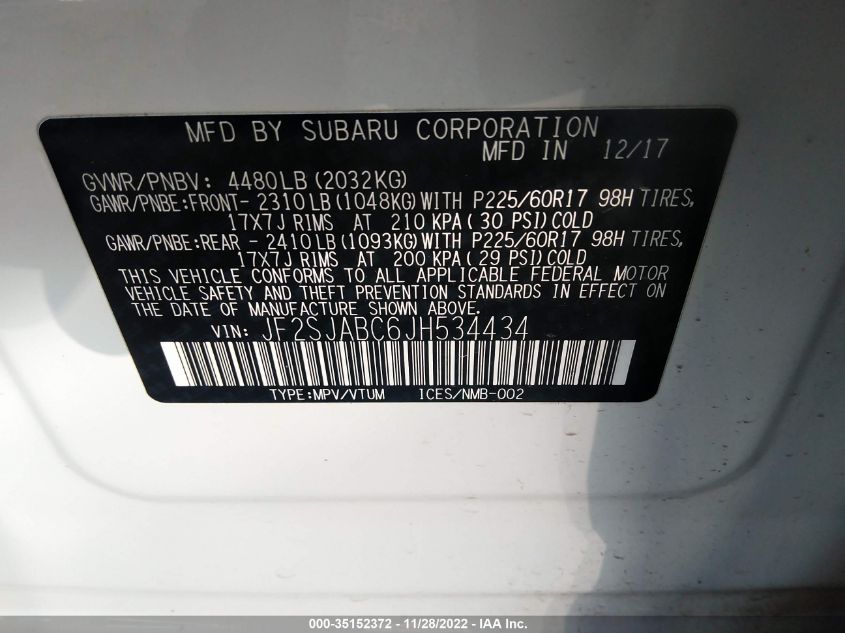 MFD BY SUBARU CORPORATION
MFD IN 12/17
GVWR/PNBV: 4480LB(2032KG)
GAWR/PNBE:FRONT- 2310LB(1048KG)WITH P225/60R17 98H TIRES,
17X7J RIMS AT 210 KPA(30 PSI)COLD
GAWR/PNBE:REAR - 2410LB(1093KG)WITH P225/60R17 98H TIRES,
17X7J RIMS AT 200 KPA(29 PSI)COLD
THIS VEHICLE CONFORMS TO ALL APPLICABLE FEDERAL MOTOR
VEHICLE SAFETY AND THEFT PREVENTION STANDARDS IN EFFECT ON
THE DATE OF MANUFACTURE SHOWN ABOVE.
VIN: JF2SJABC6JH534434
TYPE:MPV/VTUM ICES/NMB-002
000-35152372 - 11/28/2022 - IAA Inc.